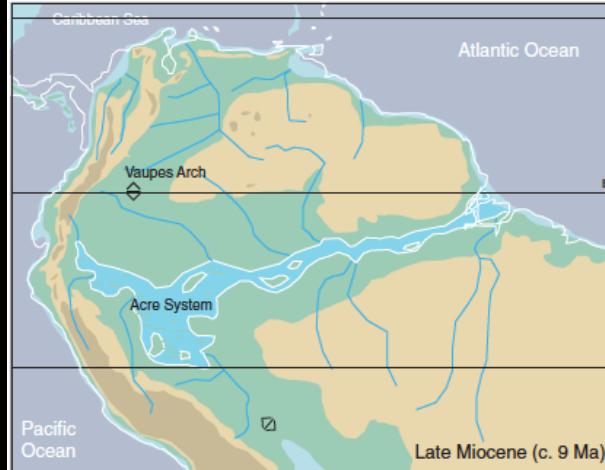 Caribbean Sea
Atlantic Ocean
Vaupes Arch
Acre System
Pacific
Ocean
Late Miocene (c. 9 Ma)